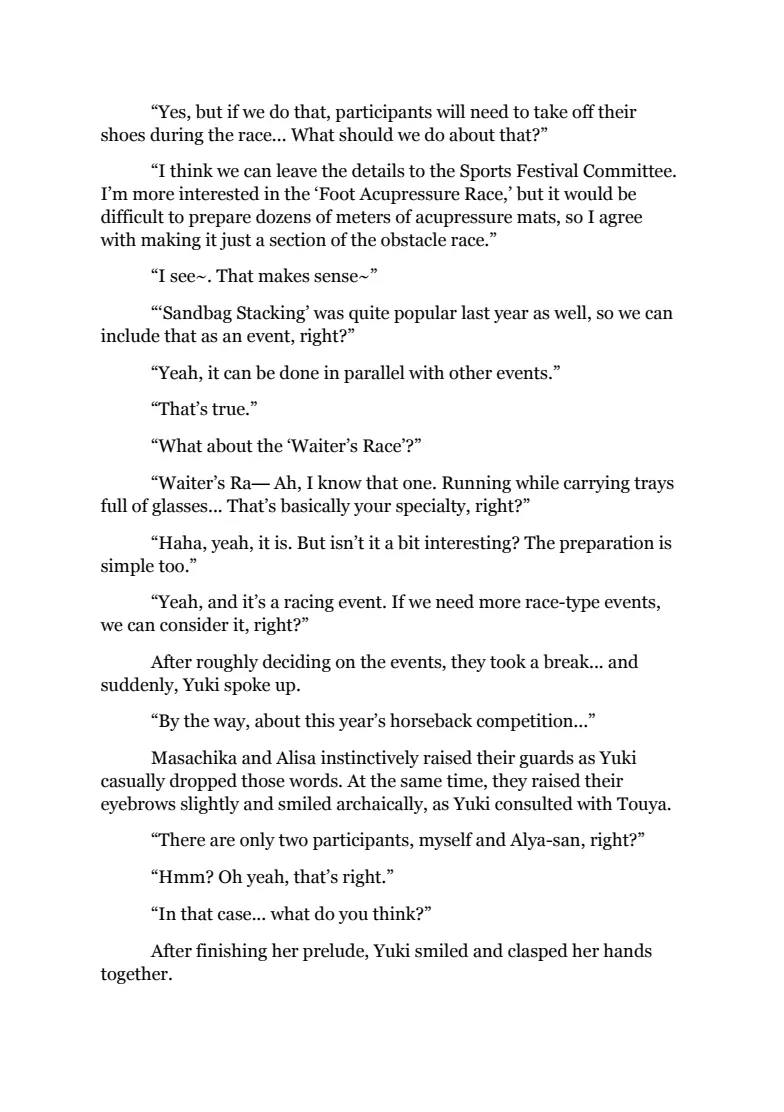 “Yes, but if we do that, participants will need to take off their
shoes during the race... What should we do about that?”
“I think we can leave the details to the Sports Festival Committee.
I’m more interested in the ‘Foot Acupressure Race,’ but it would be
difficult to prepare dozens of meters of acupressure mats, so I agree
with making it just a section of the obstacle race.”
“I see~. That makes sense~”
“‘Sandbag Stacking’ was quite popular last year as well, so we can
include that as an event, right?”
“Yeah, it can be done in parallel with other events.”
“That’s true.”
“What about the ‘Waiter’s Race’?”
“Waiter’s Ra— Ah, I know that one. Running while carrying trays
full of glasses... That’s basically your specialty, right?”
“Haha, yeah, it is. But isn’t it a bit interesting? The preparation is
simple too.”
“Yeah, and it’s a racing event. If we need more race-type events,
we can consider it, right?”
After roughly deciding on the events, they took a break... and
suddenly, Yuki spoke up.
“By the way, about this year’s horseback competition...”
Masachika and Alisa instinctively raised their guards as Yuki
casually dropped those words. At the same time, they raised their
eyebrows slightly and smiled archaically, as Yuki consulted with Touya.
“There are only two participants, myself and Alya-san, right?”
“Hmm? Oh yeah, that’s right.”
“In that case... what do you think?”
After finishing her prelude, Yuki smiled and clasped her hands
together.